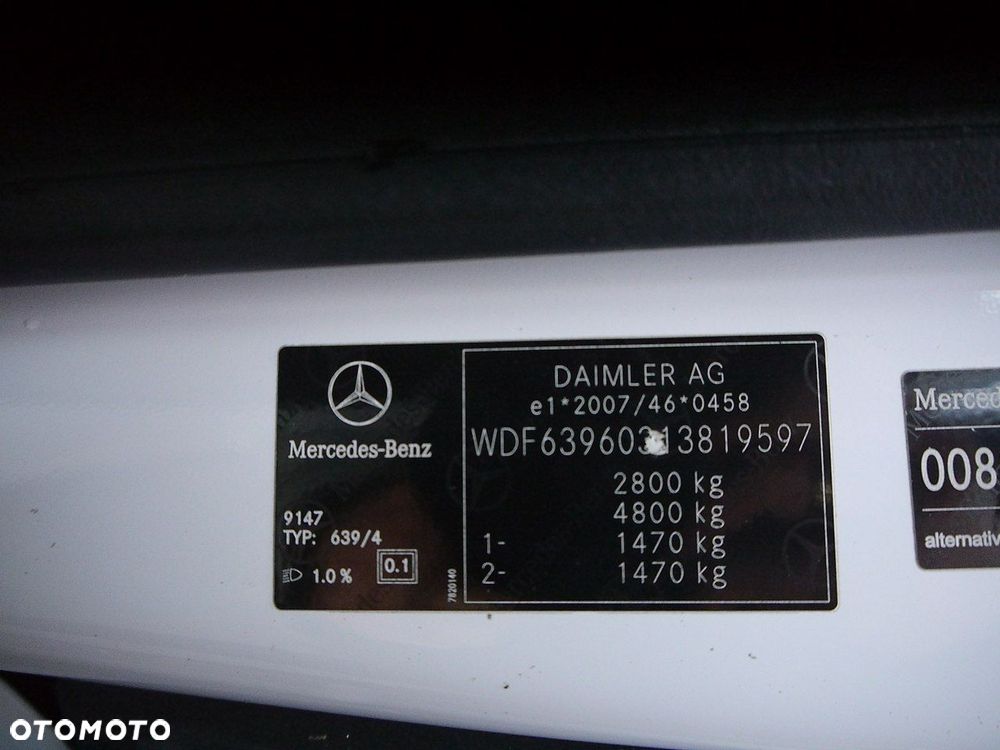 Mercedes-Benz
9147
TYP: 639/4
1.0 %
0.1
7820140
DAIMLER AG
e1*2007/46*0458
WDF63960313819597
2800 kg
4800 kg
1- 1470 kg
2- 1470 kg
Merced
008
alternativ
OTOMOTO